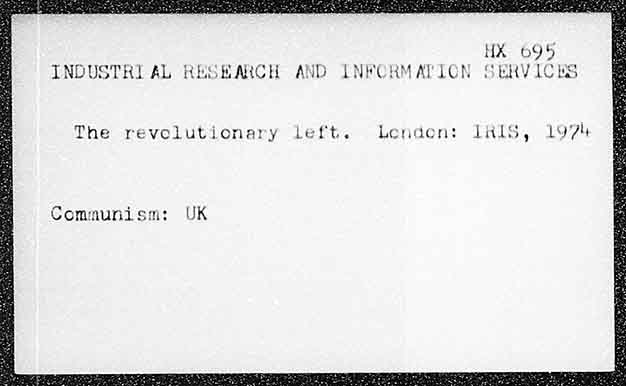 HX 695
INDUSTRIAL RESEARCH AND INFORMATION SERVICES
The revolutionary left. London: IRIS, 1974
Communism: UK